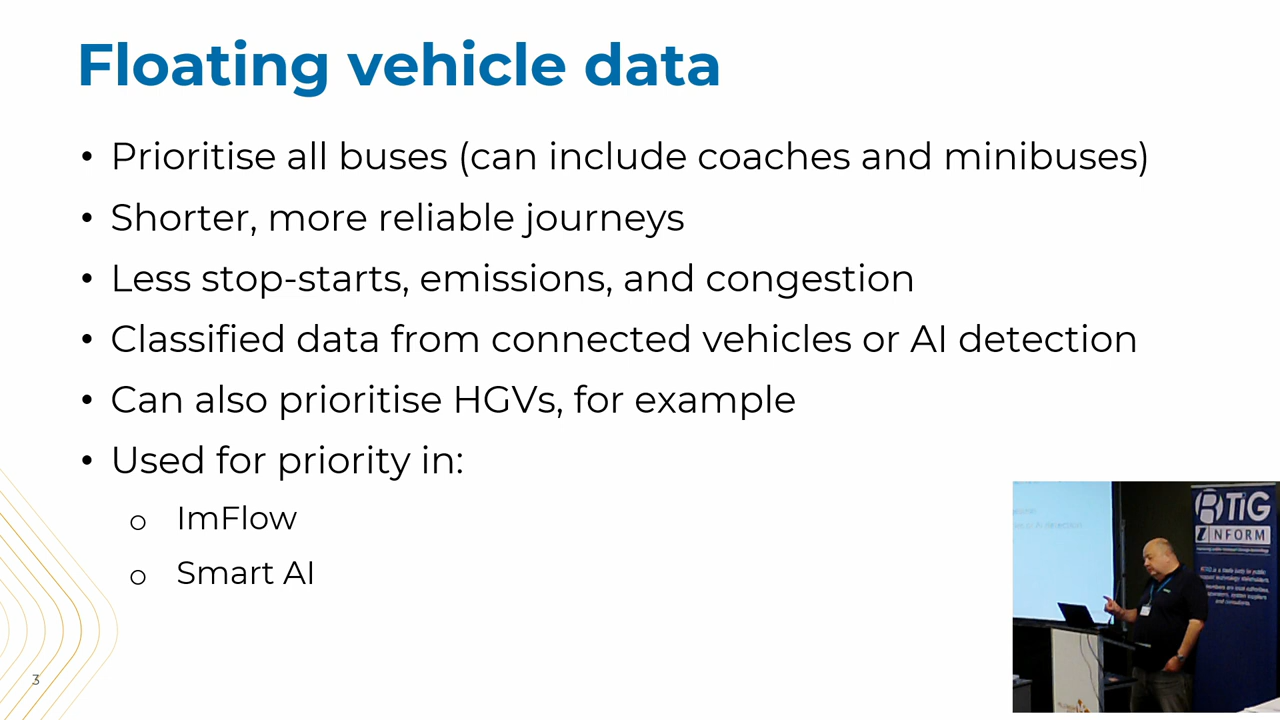 Floating vehicle data
• Prioritise all buses (can include coaches and minibuses)
• Shorter, more reliable journeys
• Less stop-starts, emissions, and congestion
• Classified data from connected vehicles or AI detection
• Can also prioritise HGVs, for example
• Used for priority in:
o ImFlow
o Smart AI
3
RTIG
INFORM